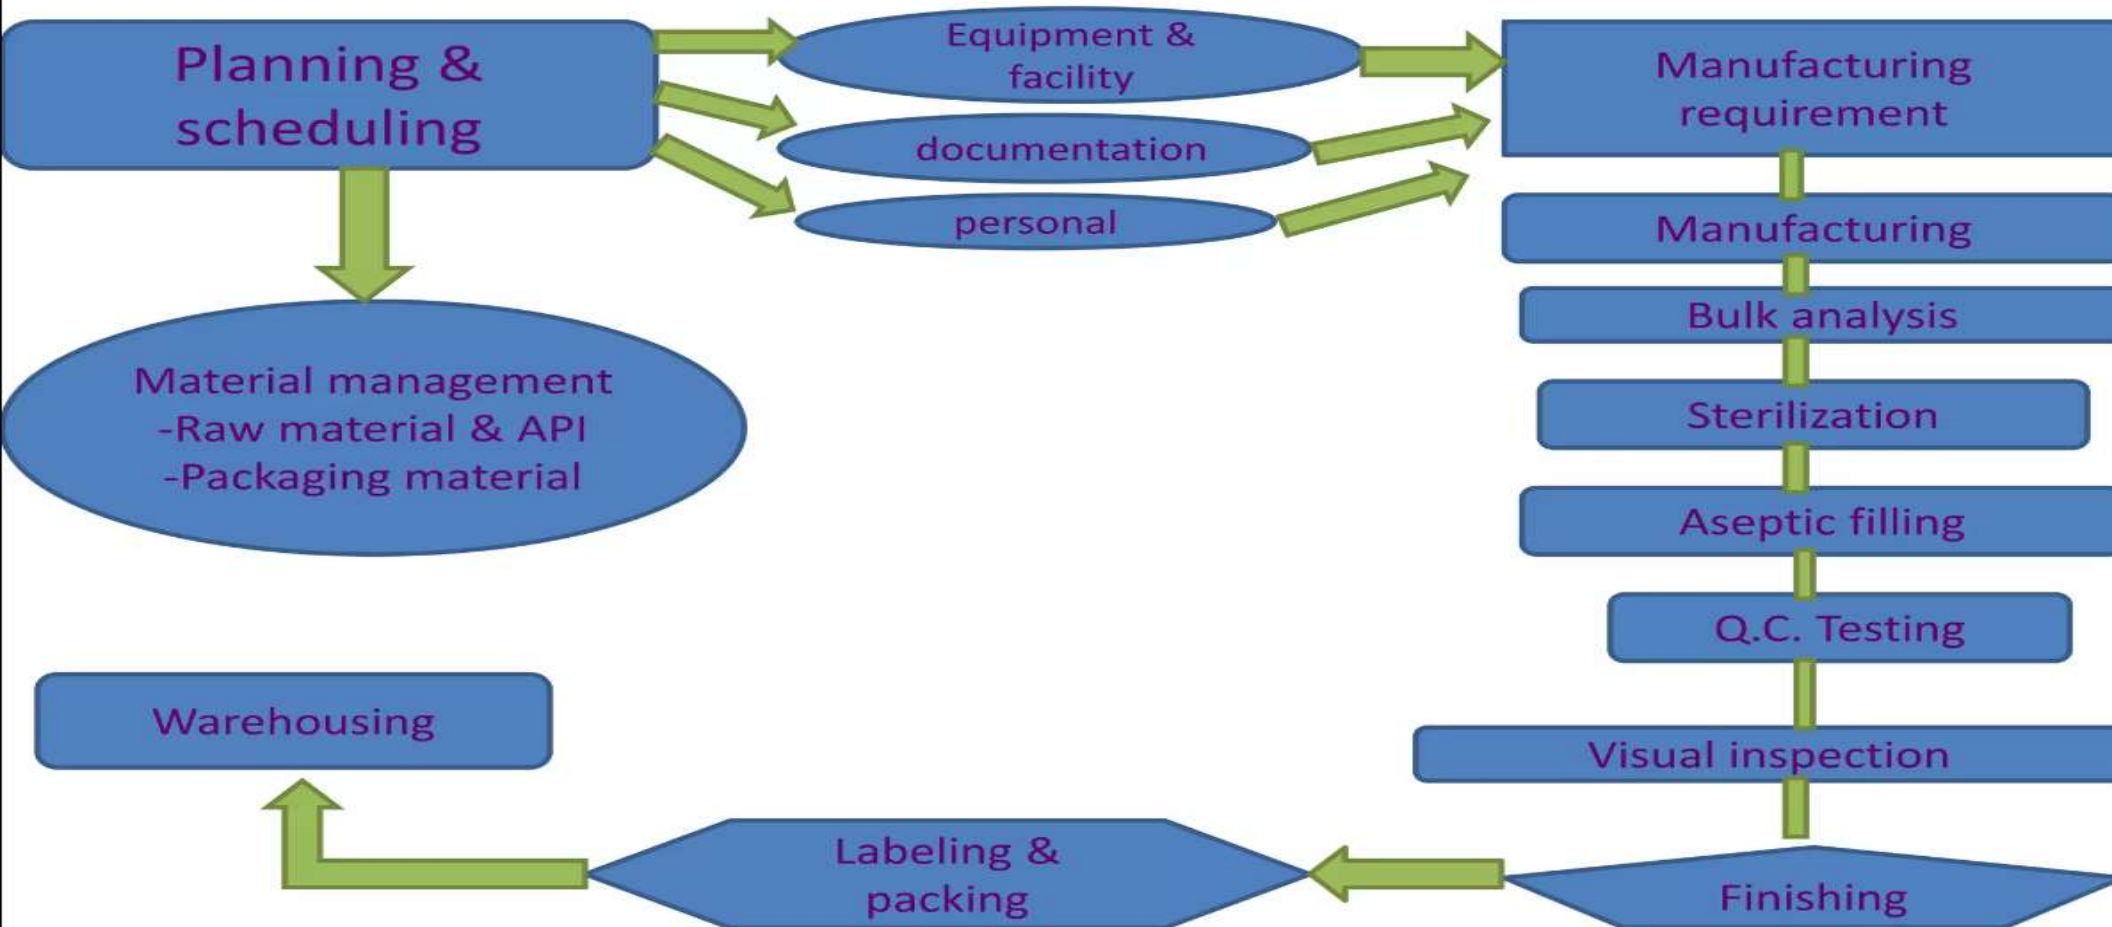 Planning &
scheduling
Equipment &
facility
documentation
personal
Manufacturing
requirement
Manufacturing
Bulk analysis
Sterilization
Aseptic filling
Q.C. Testing
Visual inspection
Finishing
Labeling &
packing
Warehousing
Material management
-Raw material & API
-Packaging material